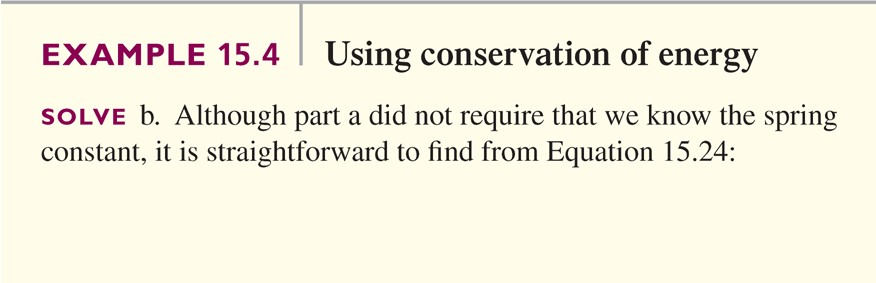 EXAMPLE 15.4 Using conservation of energy
SOLVE b. Although part a did not require that we know the spring
constant, it is straightforward to find from Equation 15.24: